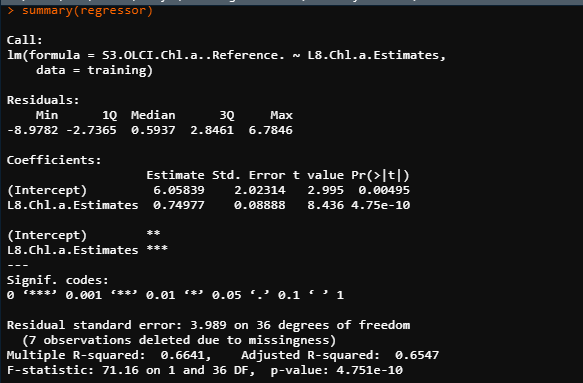 > summary(regressor)
Call:
lm(formula = S3.OLCI.Chl.a..Reference. ~ L8.Chl.a.Estimates,
    data = training)
Residuals:
    Min      1Q  Median      3Q     Max
-8.9782 -2.7365  0.5937  2.8461  6.7846
Coefficients:
                   Estimate Std. Error t value Pr(>|t|)
(Intercept)         6.05839    2.02314   2.995  0.00495
L8.Chl.a.Estimates  0.74977    0.08888   8.436 4.75e-10
(Intercept)        **
L8.Chl.a.Estimates ***
---
Signif. codes:
0 ‘***’ 0.001 ‘**’ 0.01 ‘*’ 0.05 ‘.’ 0.1 ‘ ’ 1
Residual standard error: 3.989 on 36 degrees of freedom
  (7 observations deleted due to missingness)
Multiple R-squared:  0.6641,    Adjusted R-squared:  0.6547
F-statistic: 71.16 on 1 and 36 DF,  p-value: 4.751e-10